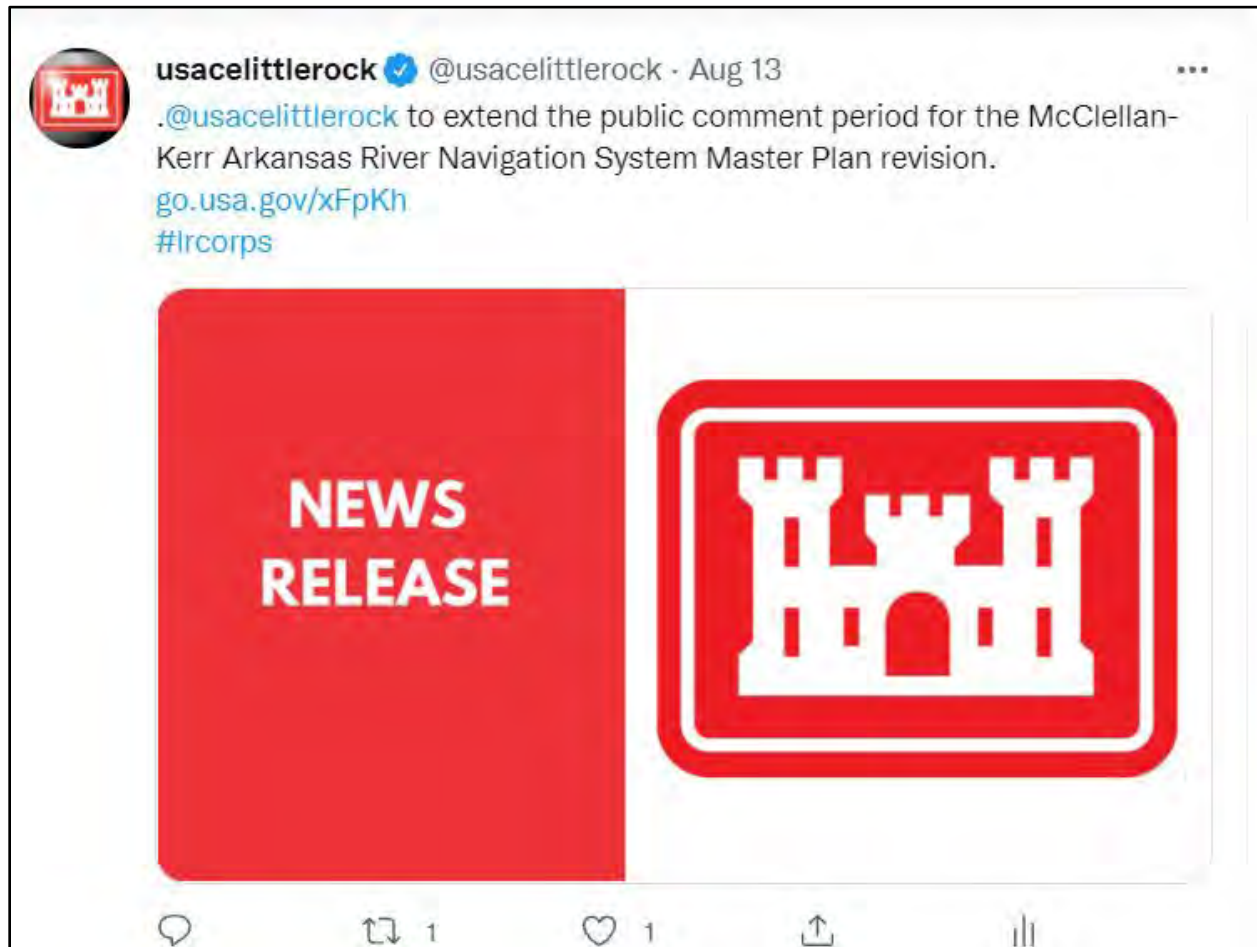 usacelittlerock @usacelittlerock · Aug 13
.@usacelittlerock to extend the public comment period for the McClellan-
Kerr Arkansas River Navigation System Master Plan revision.
go.usa.gov/xFpKh
#lrcorps
NEWS
RELEASE
1
1